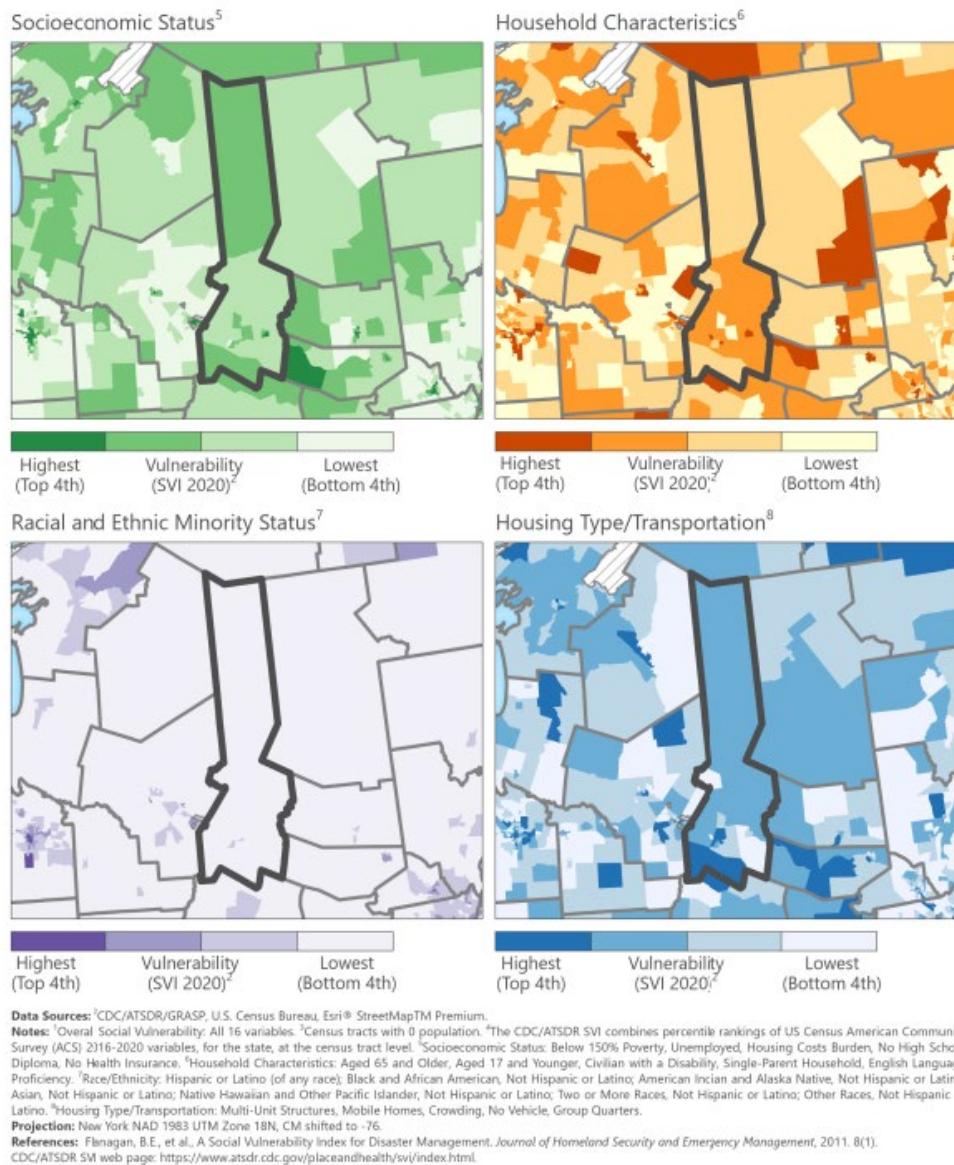 Socioeconomic Status⁵
Household Characteristics⁶
Highest
(Top 4th)
Vulnerability
(SVI 2020)²
Lowest
(Bottom 4th)
Highest
(Top 4th)
Vulnerability
(SVI 2020)²
Lowest
(Bottom 4th)
Racial and Ethnic Minority Status⁷
Housing Type/Transportation⁸
Highest
(Top 4th)
Vulnerability
(SVI 2020)²
Lowest
(Bottom 4th)
Highest
(Top 4th)
Vulnerability
(SVI 2020)²
Lowest
(Bottom 4th)
Data Sources: ²CDC/ATSDR/GRASP, U.S. Census Bureau, Esri® StreetMapTM Premium.
Notes: ¹Overal Social Vulnerability: All 16 variables. ³Census tracts with 0 population. ⁴The CDC/ATSDR SVI combines percentile rankings of US Census American Communi
Survey (ACS) 2016-2020 variables, for the state, at the census tract level. ⁵Socioeconomic Status: Below 150% Poverty, Unemployed, Housing Costs Burden, No High Scho
Diploma, No Health Insurance. ⁶Household Characteristics: Aged 65 and Older, Aged 17 and Younger, Civilian with a Disability, Single-Parent Household, English Languag
Proficiency. ⁷Race/Ethnicity: Hispanic or Latino (of any race); Black and African American, Not Hispanic or Latino; American Incian and Alaska Native, Not Hispanic or Latin
Asian, Not Hispanic or Latino; Native Hawaiian and Other Pacific Islander, Not Hispanic or Latino; Two or More Races, Not Hispanic or Latino; Other Races, Not Hispanic
Latino. ⁸Housing Type/Transportation: Multi-Unit Structures, Mobile Homes, Crowding, No Vehicle, Group Quarters.
Projection: New York NAD 1983 UTM Zone 18N, CM shifted to -76.
References: Flanagan, B.E., et al., A Social Vulnerability Index for Disaster Management. Journal of Homeland Security and Emergency Management, 2011. 8(1).
CDC/ATSDR SVI web page: https://www.atsdr.cdc.gov/placeandhealth/svi/index.html.